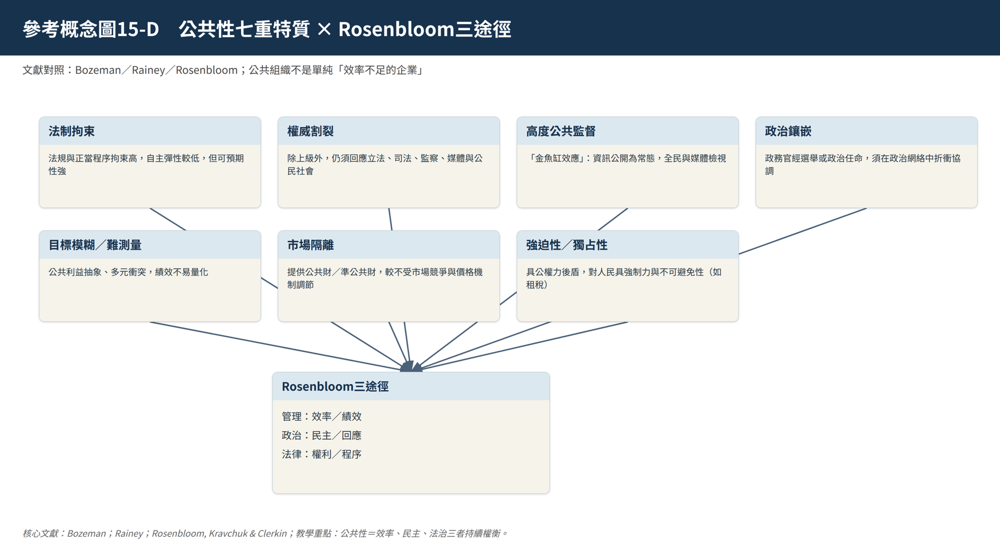 參考概念圖15-D　公共性七重特質 × Rosenbloom三途徑
文獻對照：Bozeman／Rainey／Rosenbloom；公共組織不是單純「效率不足的企業」
法制拘束
法規與正當程序拘束高，自主彈性較低，但可預期
性強
權威割裂
除上級外，仍須回應立法、司法、監察、媒體與公
民社會
高度公共監督
「金魚缸效應」：資訊公開為常態，全民與媒體檢視
政治鑲嵌
政務官經選舉或政治任命，須在政治網絡中折衝協
調
目標模糊／難測量
公共利益抽象、多元衝突，績效不易量化
市場隔離
提供公共財／準公共財，較不受市場競爭與價格機
制調節
強迫性／獨占性
具公權力後盾，對人民具強制力與不可避免性（如
租稅）
Rosenbloom三途徑
管理：效率／績效
政治：民主／回應
法律：權利／程序
核心文獻：Bozeman；Rainey；Rosenbloom, Kravchuk & Clerkin；教學重點：公共性＝效率、民主、法治三者持續權衡。